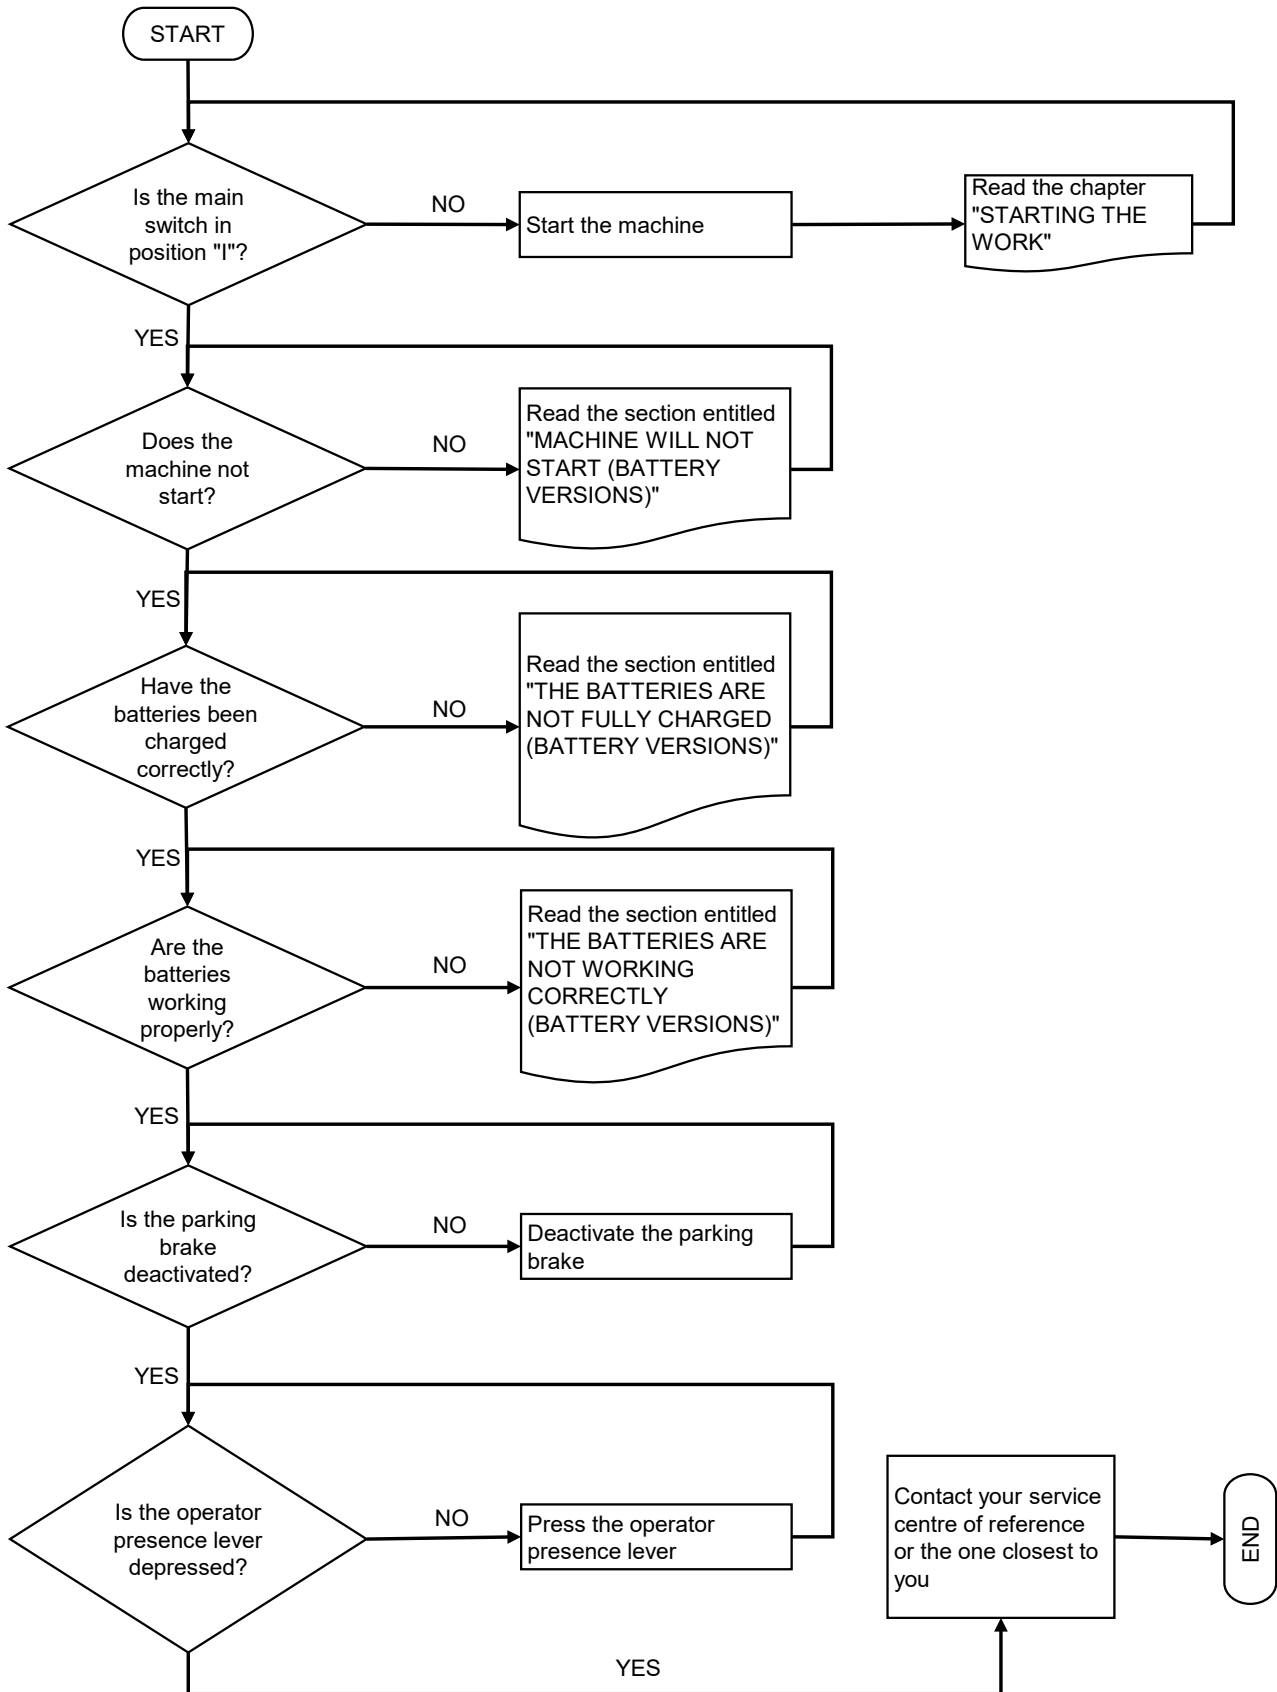 START
Is the main
switch in
position "I"?
NO
Start the machine
Read the chapter
"STARTING THE
WORK"
YES
Does the
machine not
start?
NO
Read the section entitled
"MACHINE WILL NOT
START (BATTERY
VERSIONS)"
YES
Have the
batteries been
charged
correctly?
NO
Read the section entitled
"THE BATTERIES ARE
NOT FULLY CHARGED
(BATTERY VERSIONS)"
YES
Are the
batteries
working
properly?
NO
Read the section entitled
"THE BATTERIES ARE
NOT WORKING
CORRECTLY
(BATTERY VERSIONS)"
YES
Is the parking
brake
deactivated?
NO
Deactivate the parking
brake
YES
Is the operator
presence lever
depressed?
NO
Press the operator
presence lever
YES
Contact your service
centre of reference
or the one closest to
you
END